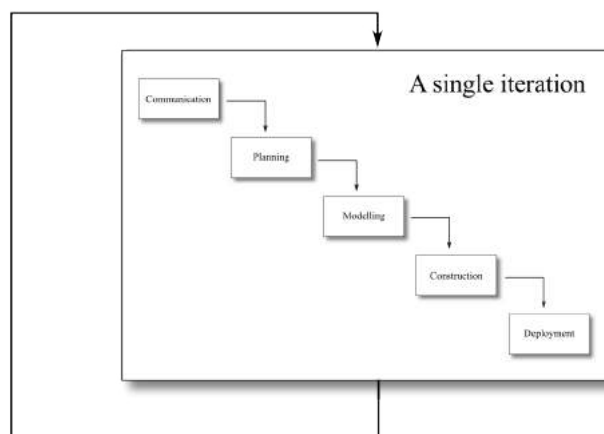 A single iteration
Communication
Planning
Modelling
Construction
Deployment